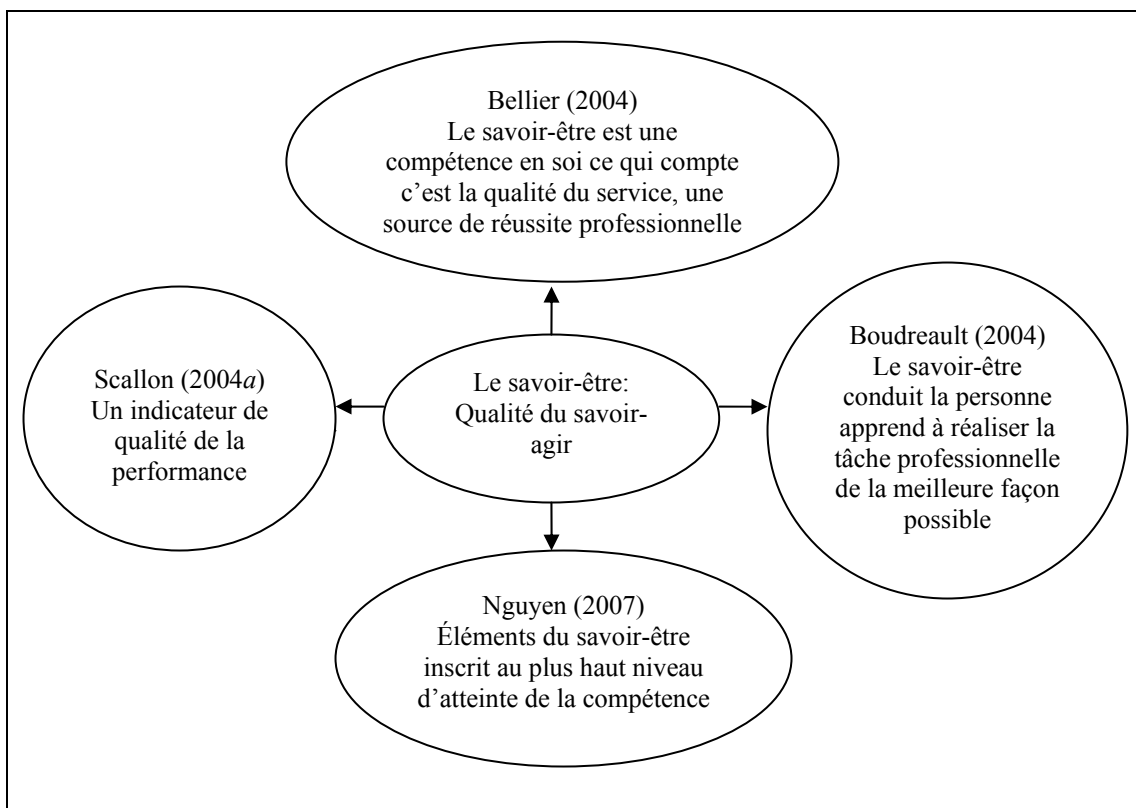 Bellier (2004)
Le savoir-être est une
compétence en soi ce qui compte
c’est la qualité du service, une
source de réussite professionnelle
Scallon (2004a)
Un indicateur de
qualité de la
performance
Le savoir-être:
Qualité du savoir-
agir
Boudreault (2004)
Le savoir-être
conduit la personne
apprend à réaliser la
tâche professionnelle
de la meilleure façon
possible
Nguyen (2007)
Éléments du savoir-être
inscrit au plus haut niveau
d’atteinte de la compétence